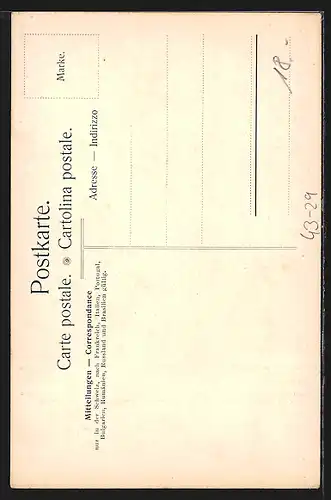 Postkarte.
Carte postale. Cartolina postale.
Marke.
Mitteilungen — Correspondance
nur in der Schweiz, nach Frankreich, Italien, Portugal,
Bulgarien, Rumänien, Russland und Brasilien gültig.
Adresse — Indirizzo
18.-
43-29